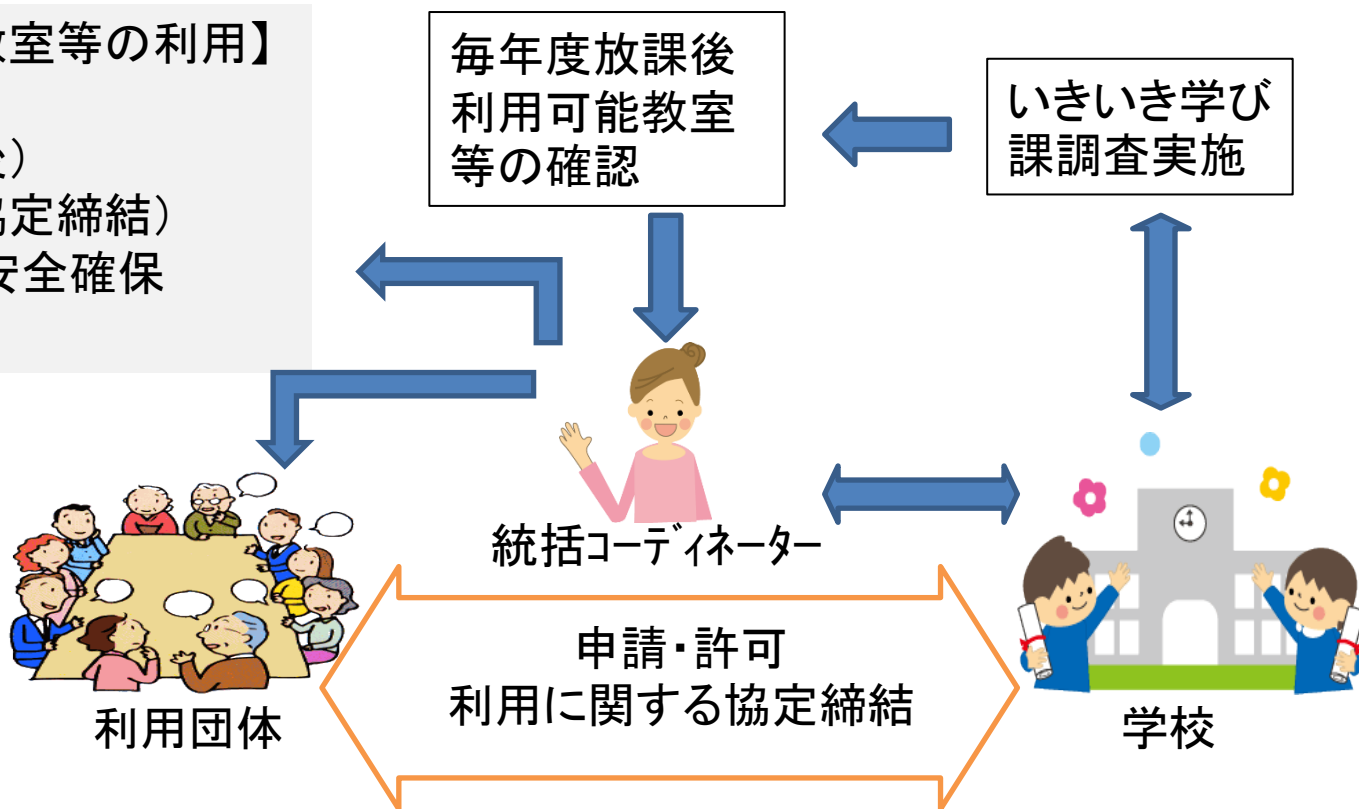 教室等の利用】
後）
協定締結）
安全確保
毎年度放課後
利用可能教室
等の確認
いきいき学び
課調査実施
統括コーディネーター
申請・許可
利用に関する協定締結
利用団体
学校